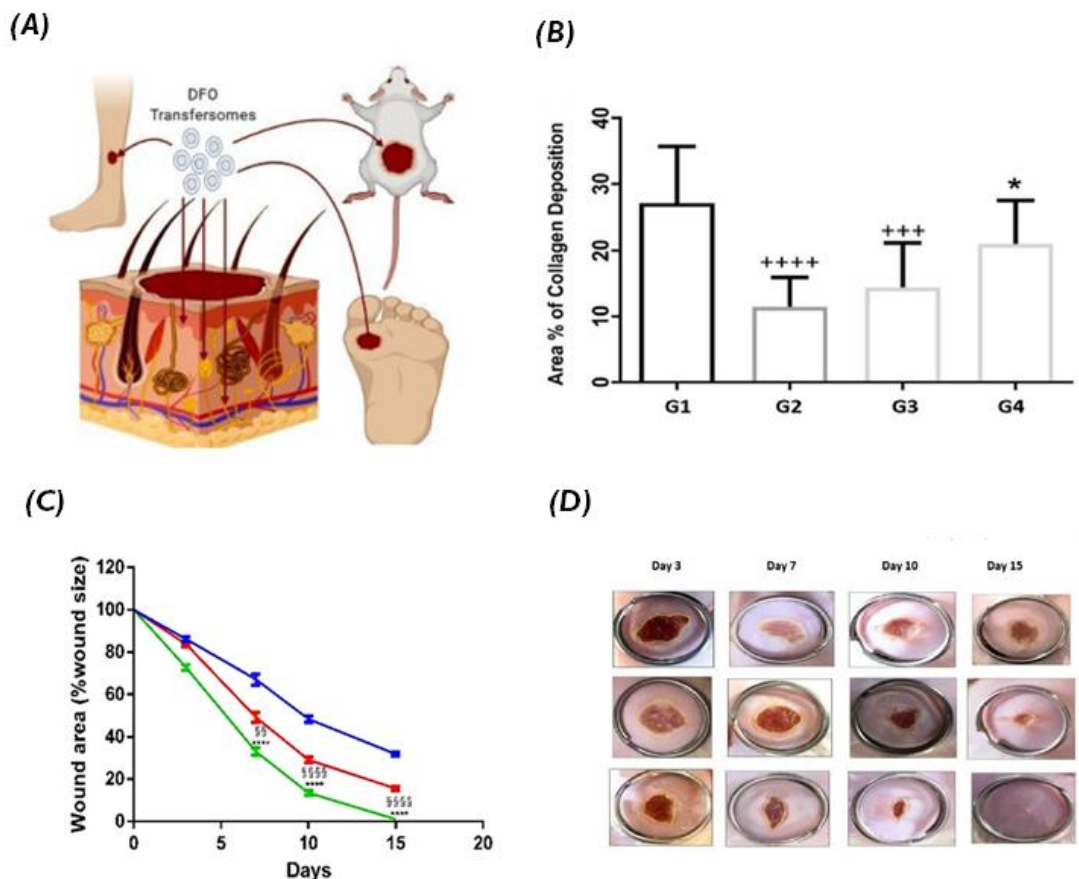 (A)
DFO
Transfersomes
(B)
Area % of Collagen Deposition
40
30
20
10
0
++++
+++
*
G1 G2 G3 G4
(C)
Wound area (%wound size)
120
100
80
60
40
20
0
§§
****
§§§§
****
§§§§
****
0 5 10 15 20
Days
(D)
Day 3 Day 7 Day 10 Day 15